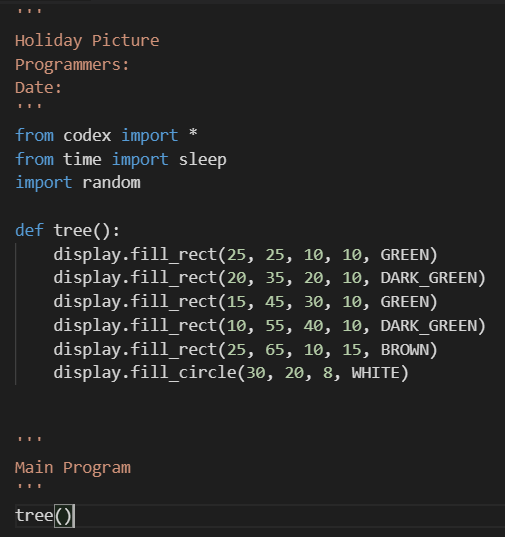 '''
Holiday Picture
Programmers:
Date:
'''
from codex import *
from time import sleep
import random
def tree():
    display.fill_rect(25, 25, 10, 10, GREEN)
    display.fill_rect(20, 35, 20, 10, DARK_GREEN)
    display.fill_rect(15, 45, 30, 10, GREEN)
    display.fill_rect(10, 55, 40, 10, DARK_GREEN)
    display.fill_rect(25, 65, 10, 15, BROWN)
    display.fill_circle(30, 20, 8, WHITE)
'''
Main Program
'''
tree()